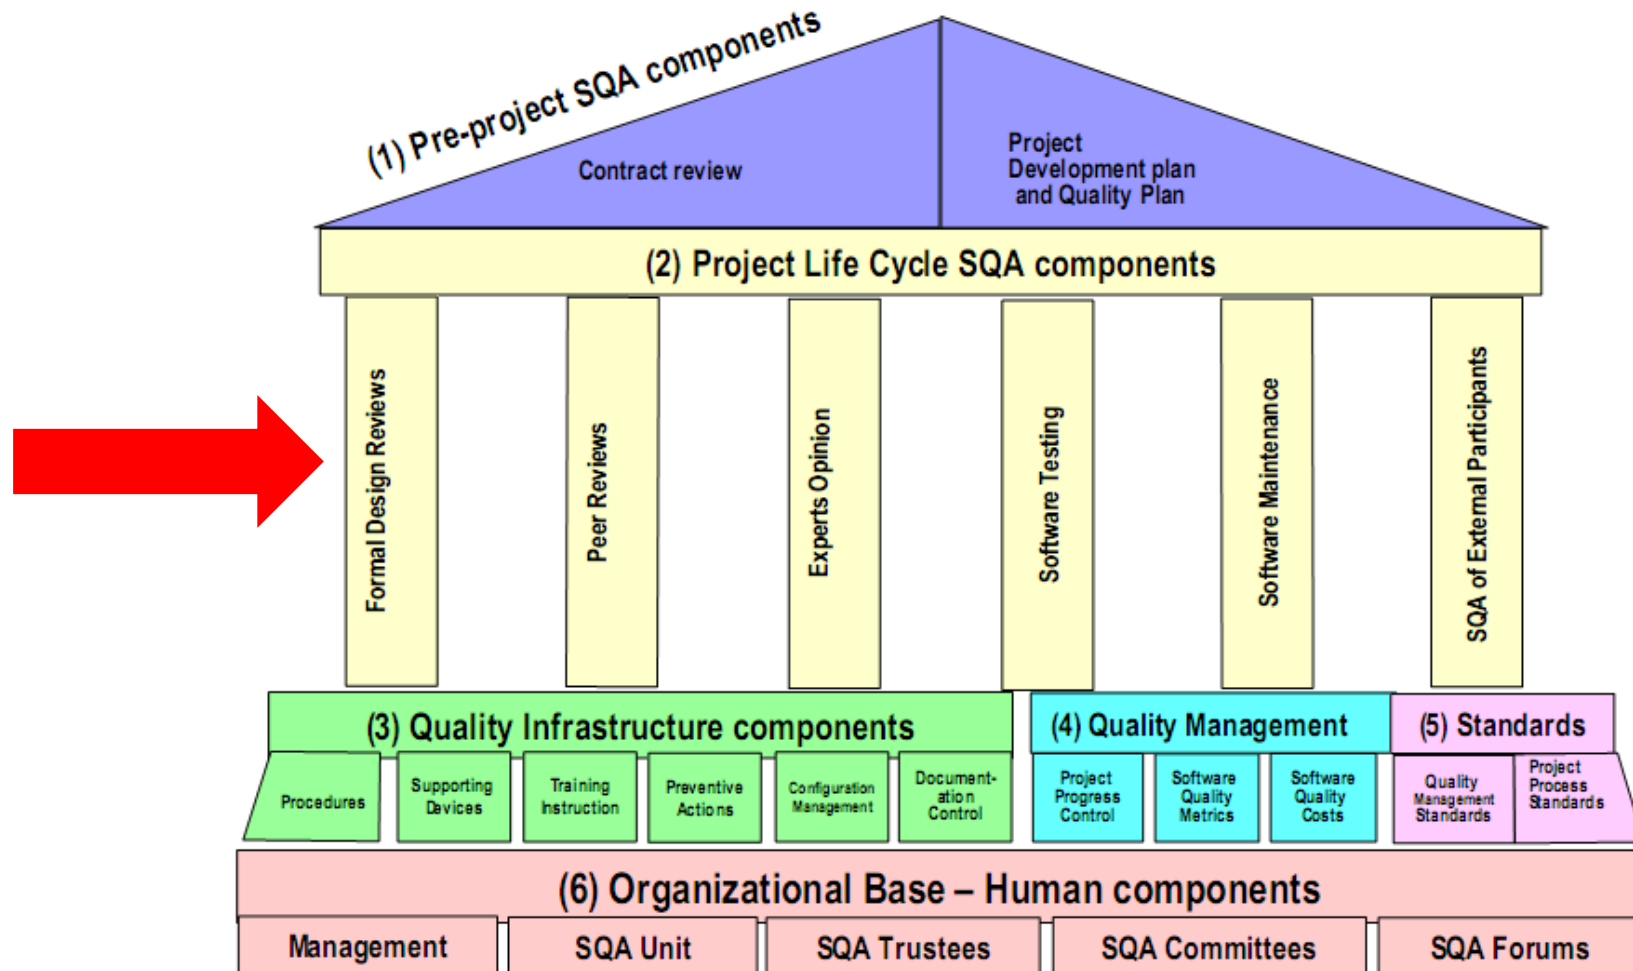 (1) Pre-project SQA components
Contract review
Project
Development plan
and Quality Plan
(2) Project Life Cycle SQA components
Formal Design Reviews
Peer Reviews
Experts Opinion
Software Testing
Software Maintenance
SQA of External Participants
(3) Quality Infrastructure components
(4) Quality Management
(5) Standards
Procedures
Supporting
Devices
Training
Instruction
Preventive
Actions
Configuration
Management
Document-
ation
Control
Project
Progress
Control
Software
Quality
Metrics
Software
Quality
Costs
Quality
Management
Standards
Project
Process
Standards
(6) Organizational Base – Human components
Management
SQA Unit
SQA Trustees
SQA Committees
SQA Forums